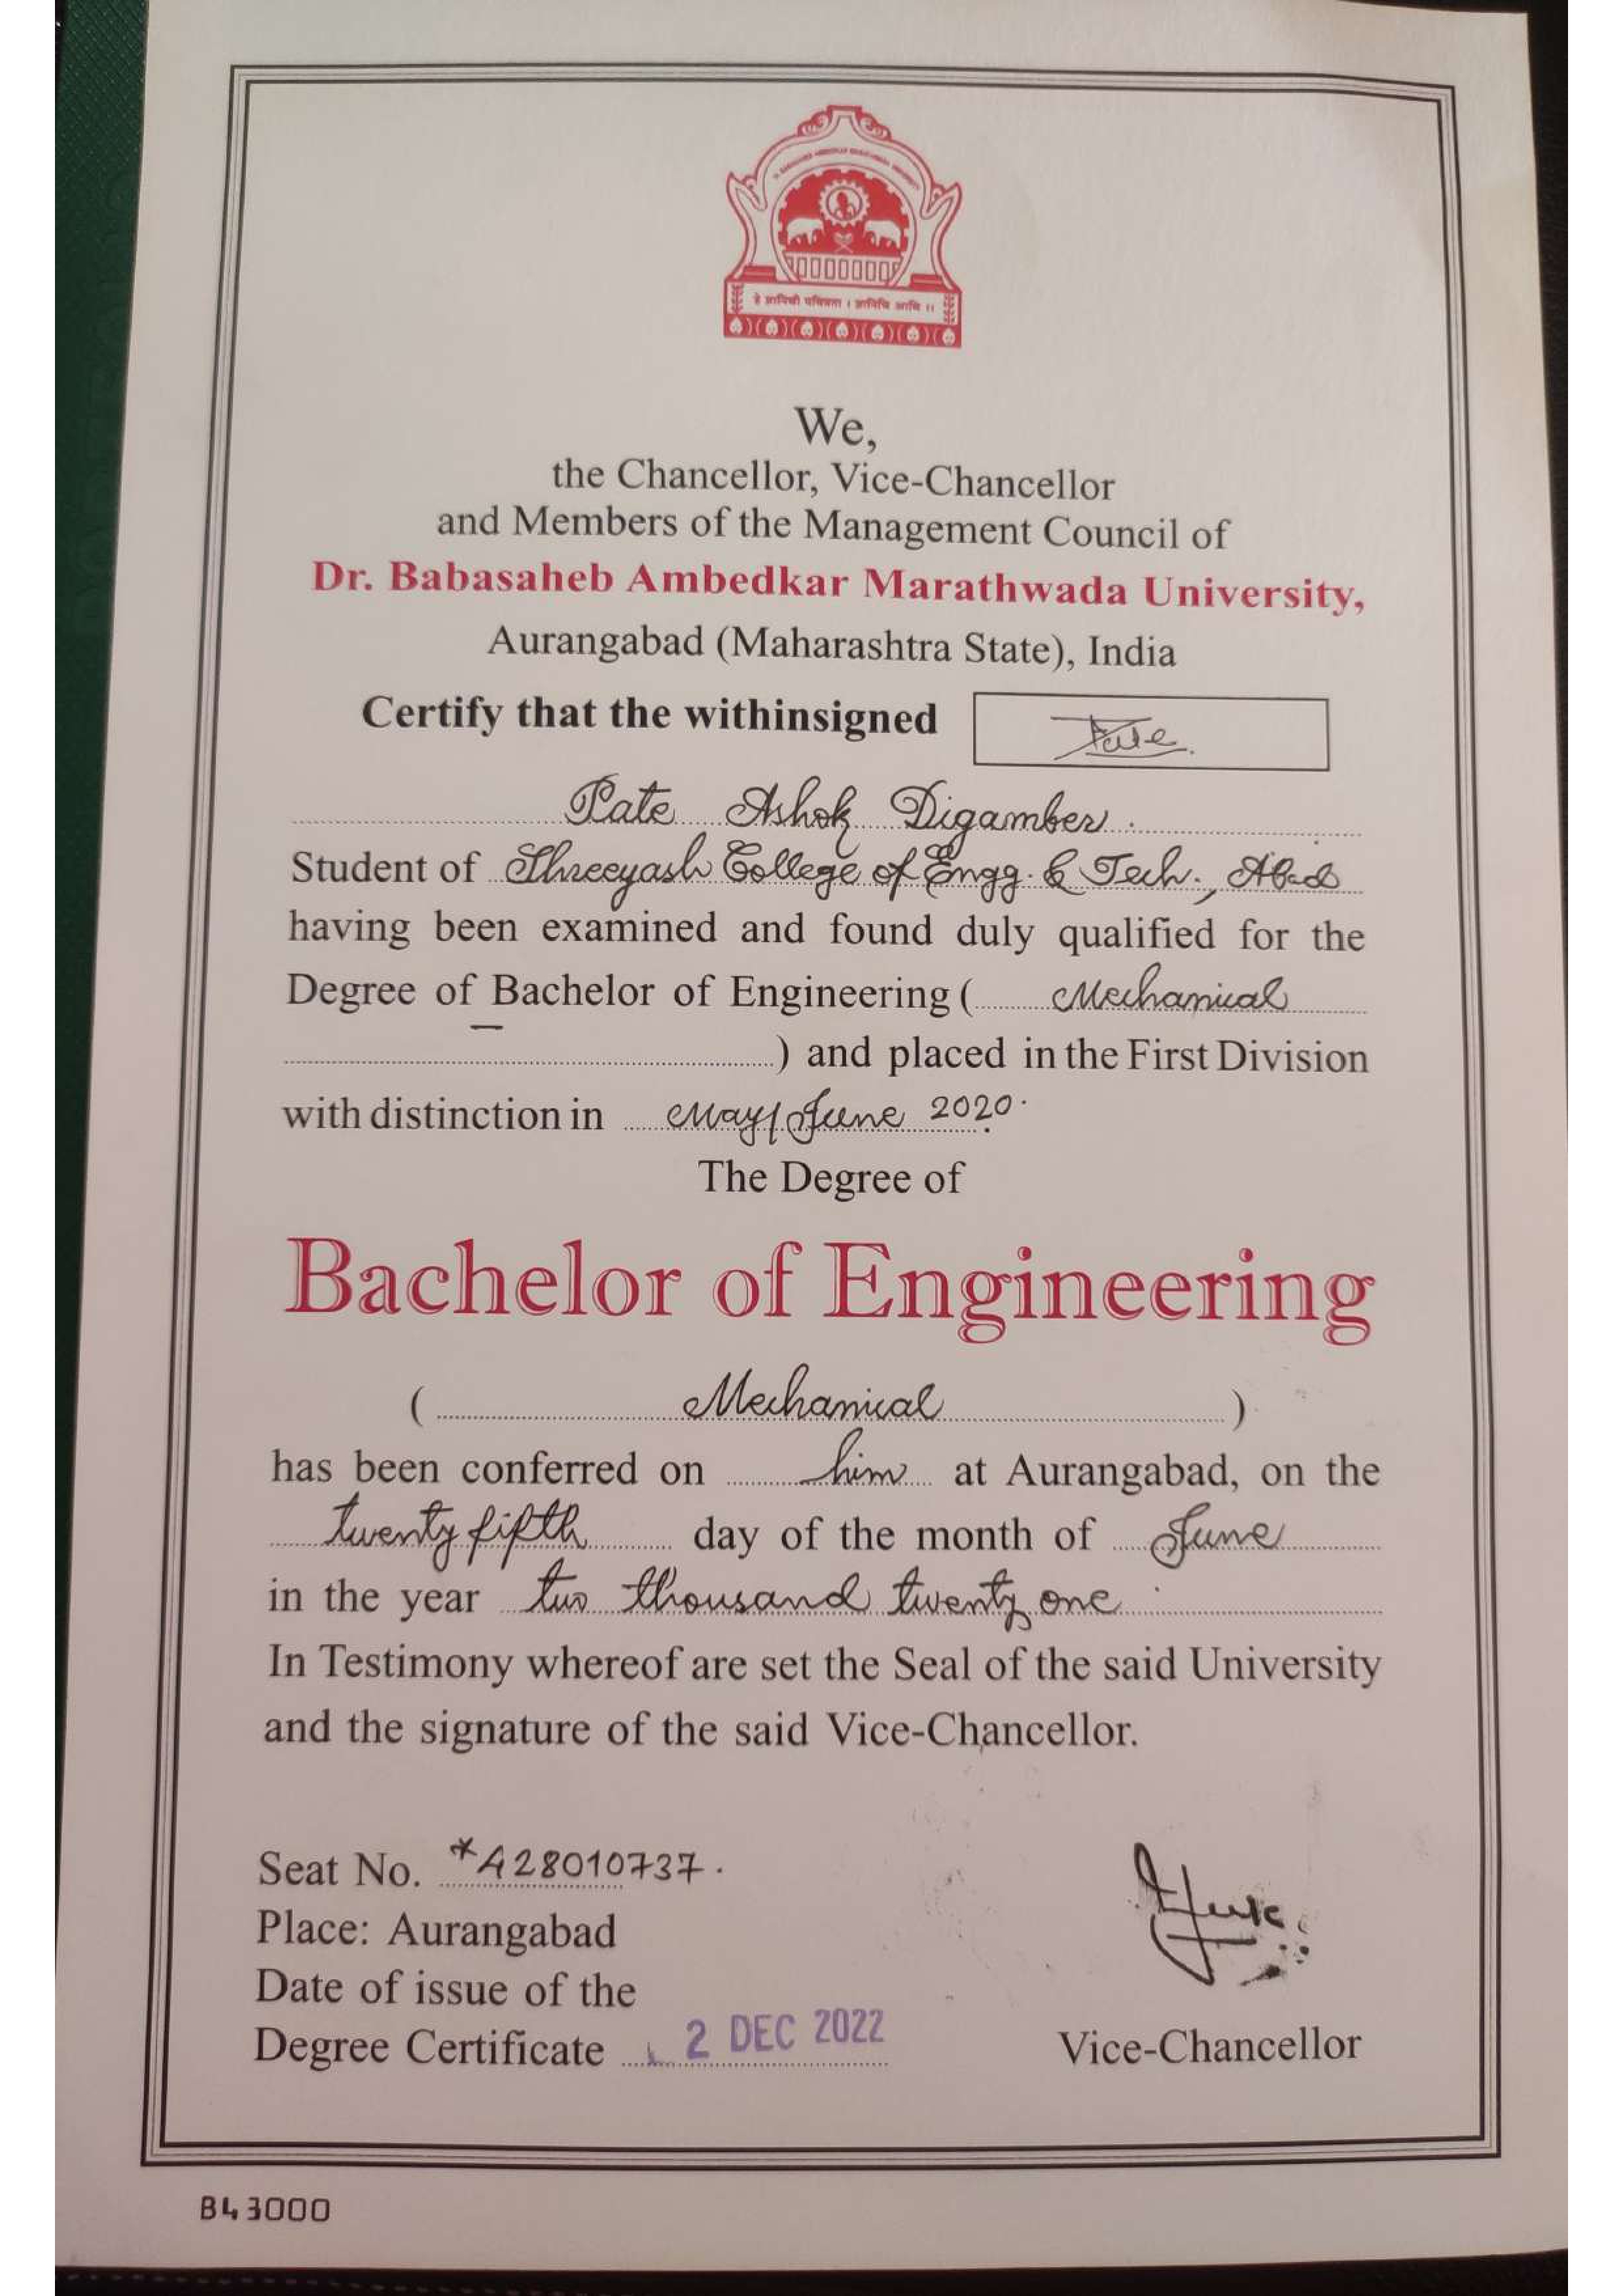 हे ज्ञानियी पवित्रता । ज्ञानिचि आथि ।।
We,
the Chancellor, Vice-Chancellor
and Members of the Management Council of
Dr. Babasaheb Ambedkar Marathwada University,
Aurangabad (Maharashtra State), India
Certify that the withinsigned Pate.
Pate Ashok Digamber.
Student of Shreeyash College of Engg. & Tech., Abad
having been examined and found duly qualified for the
Degree of Bachelor of Engineering ( Mechanical
) and placed in the First Division
with distinction in May/June 2020.
The Degree of
Bachelor of Engineering
( Mechanical )
has been conferred on him at Aurangabad, on the
twenty fifth day of the month of June
in the year two thousand twenty one.
In Testimony whereof are set the Seal of the said University
and the signature of the said Vice-Chancellor.
Seat No. *A28010737.
Place: Aurangabad
Date of issue of the
Degree Certificate 2 DEC 2022
Vice-Chancellor
B43000